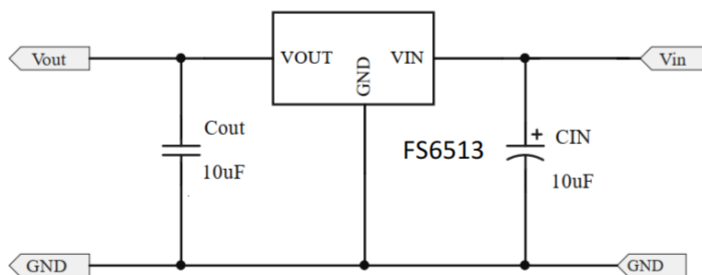 Vout
VOUT
VIN
GND
Vin
Cout
10uF
FS6513
+
CIN
10uF
GND
GND